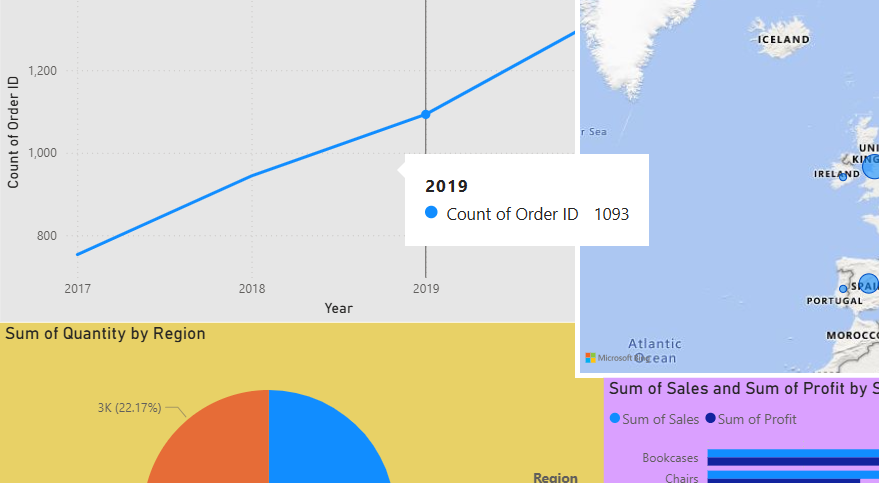 Count of Order ID
1,200
1,000
800
2017
2018
2019
Year
2019
Count of Order ID 1093
ICELAND
Sea
UNI
KING
IRELAND
SPAI
PORTUGAL
MOROCC
Atlantic
Ocean
Microsoft Bing
Sum of Quantity by Region
3K (22.17%)
Region
Sum of Sales and Sum of Profit by S
Sum of Sales
Sum of Profit
Bookcases
Chairs